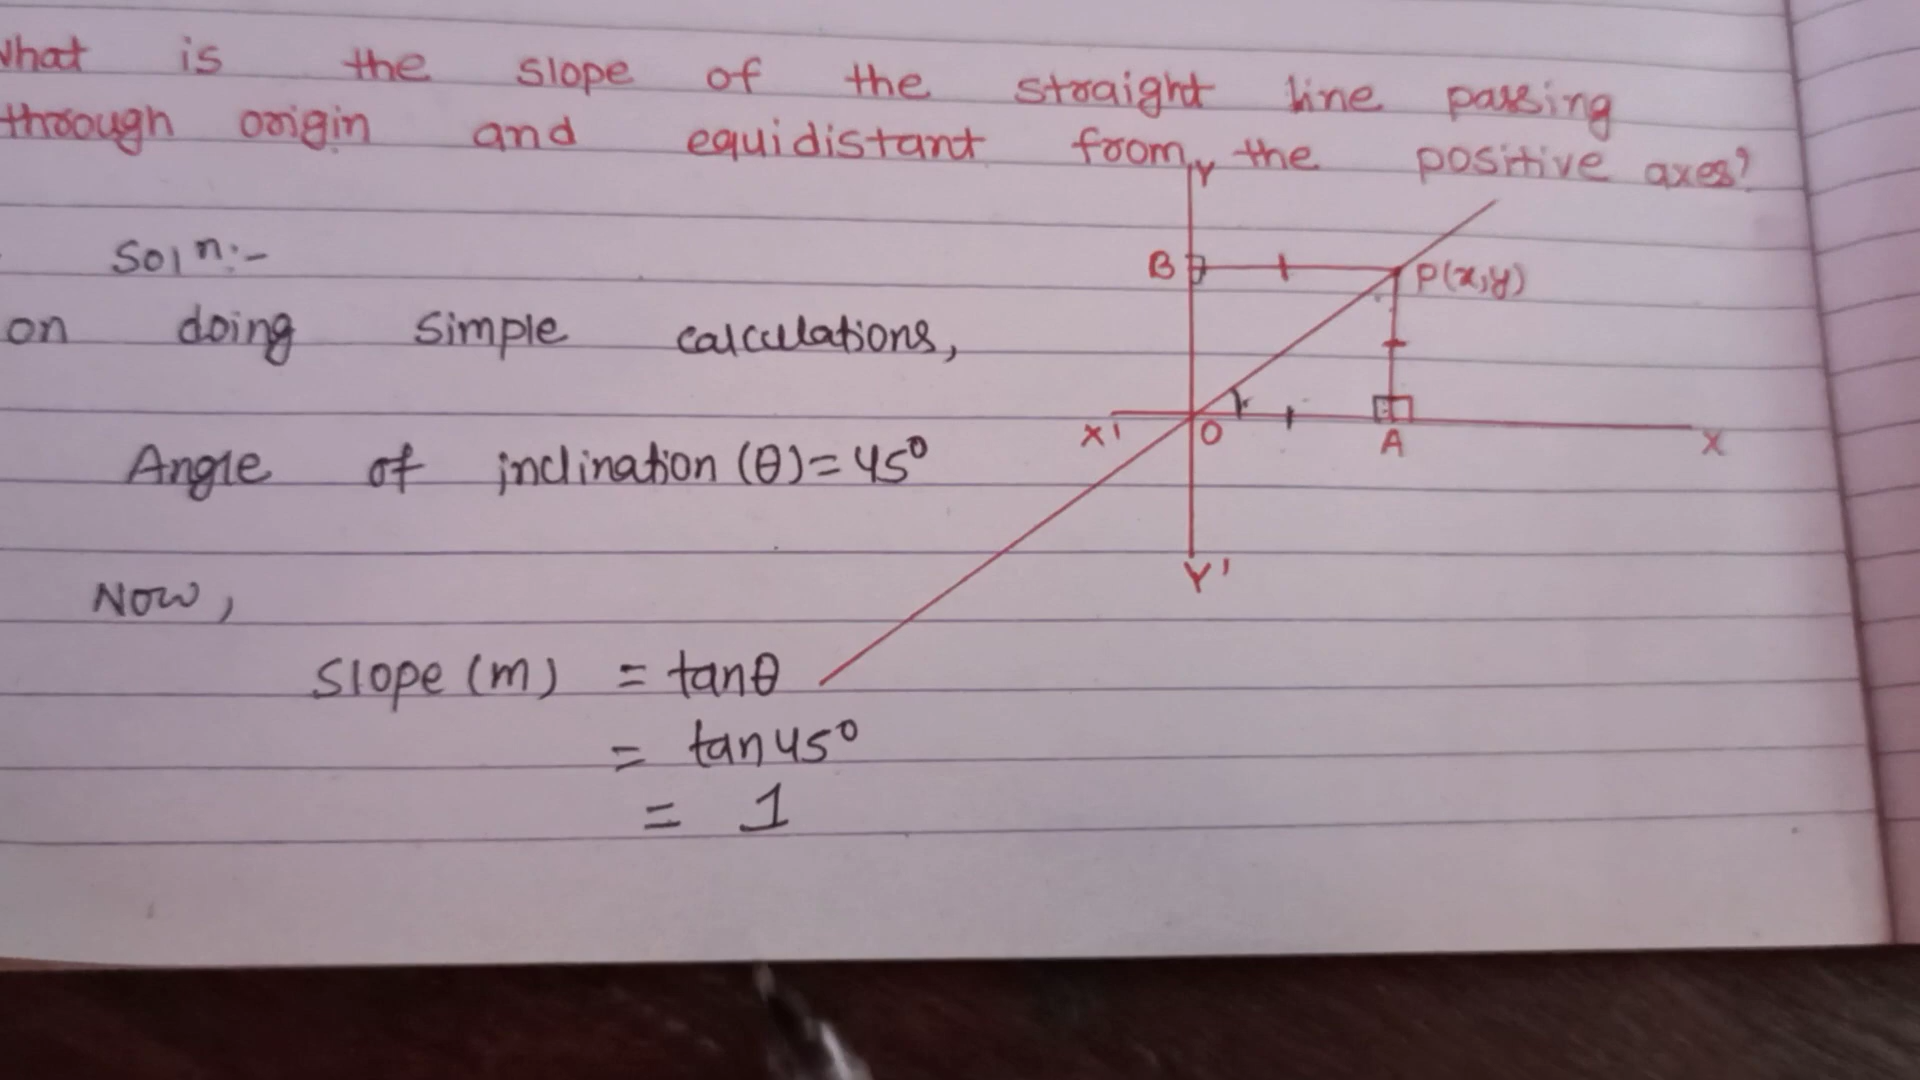 What is the slope of the straight line passing
through origin and equidistant from the positive axes?
Y
Soln:-
B
P(x,y)
on doing simple calculations,
X'
O
A
X
Angle of inclination (θ)=45°
Y'
Now,
Slope (m) = tanθ
= tan45°
= 1